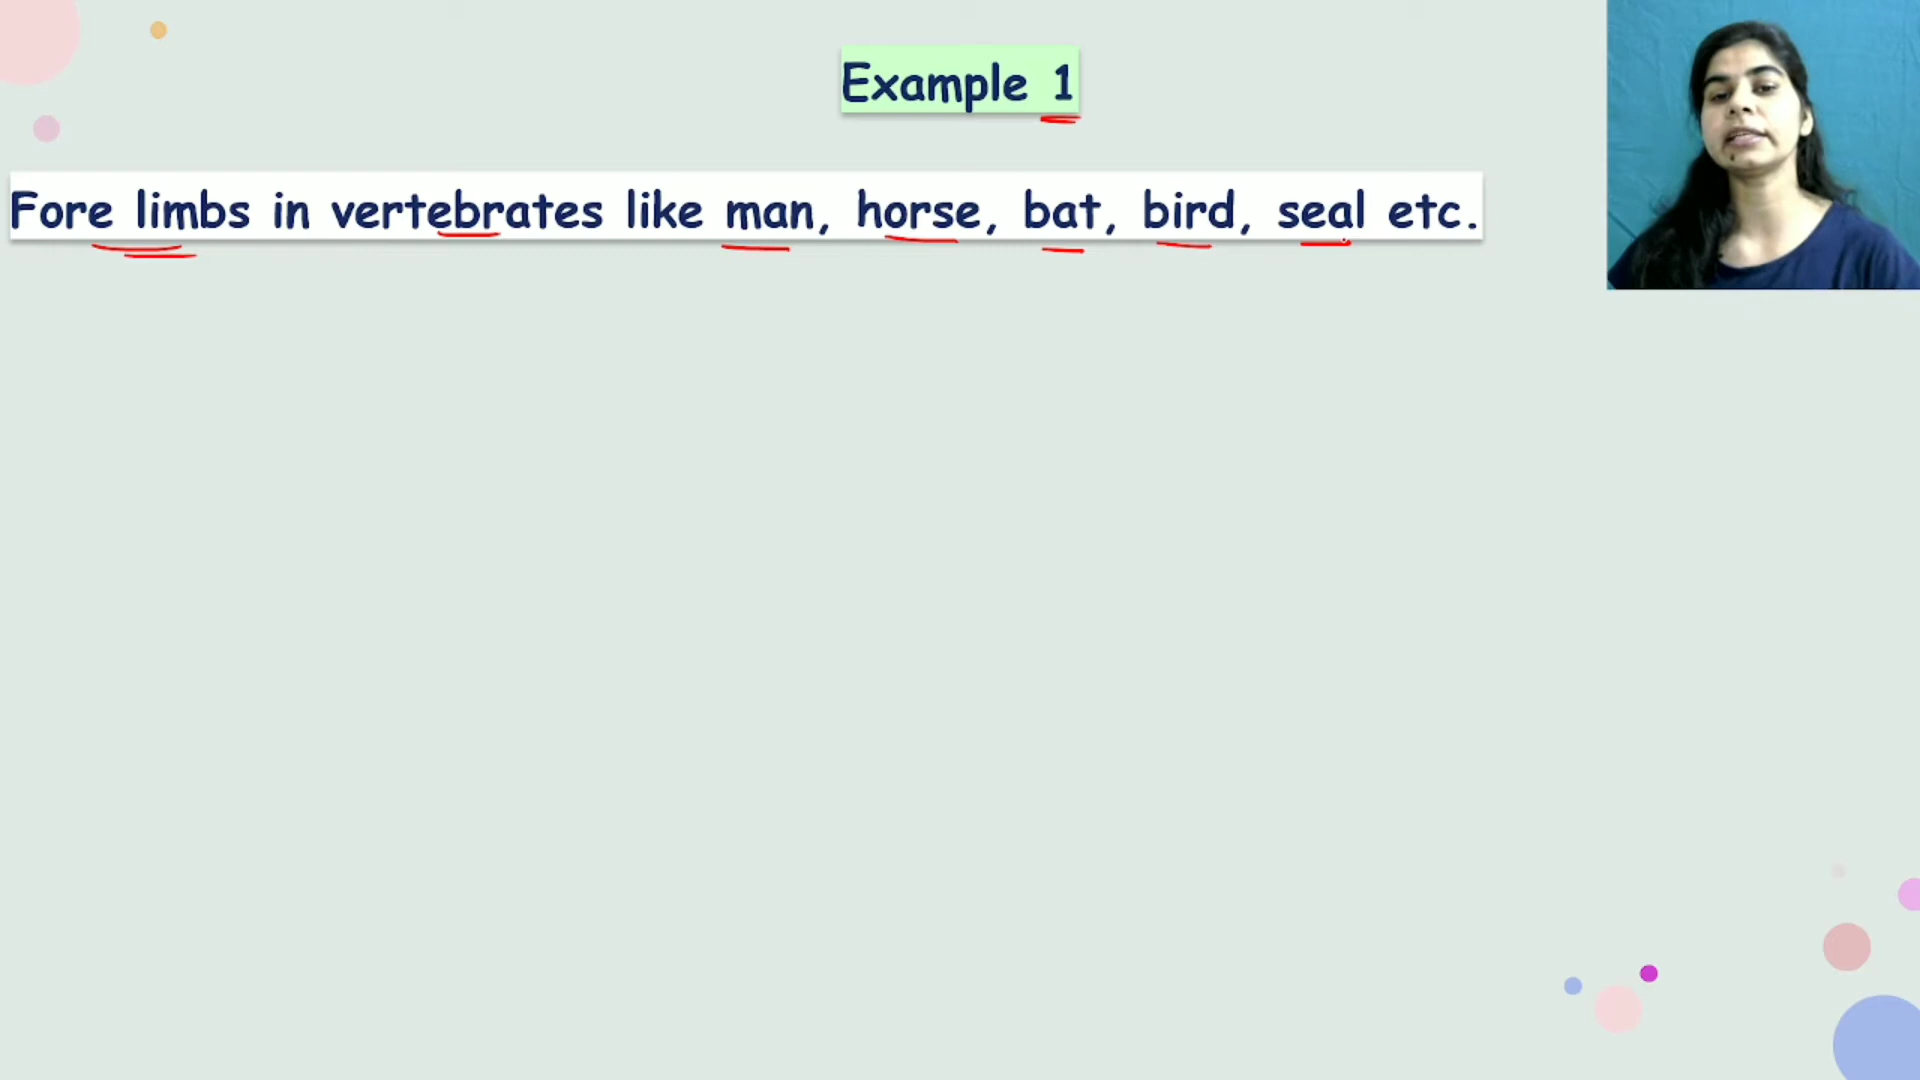 Example 1
Fore limbs in vertebrates like man, horse, bat, bird, seal etc.